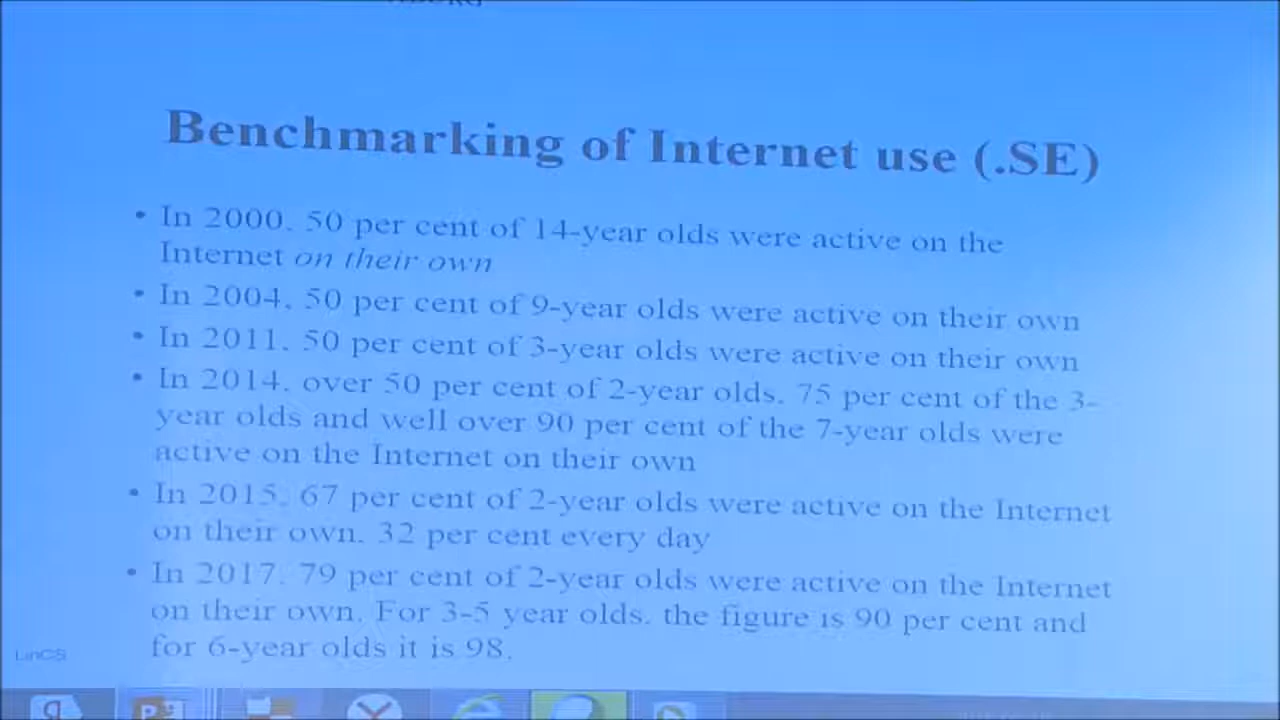 Benchmarking of Internet use (.SE)
• In 2000, 50 per cent of 14-year olds were active on the
Internet on their own
• In 2004, 50 per cent of 9-year olds were active on their own
• In 2011, 50 per cent of 3-year olds were active on their own
• In 2014, over 50 per cent of 2-year olds, 75 per cent of the 3-
year olds and well over 90 per cent of the 7-year olds were
active on the Internet on their own
• In 2015, 67 per cent of 2-year olds were active on the Internet
on their own, 32 per cent every day
• In 2017, 79 per cent of 2-year olds were active on the Internet
on their own. For 3-5 year olds, the figure is 90 per cent and
for 6-year olds it is 98.
LinCS